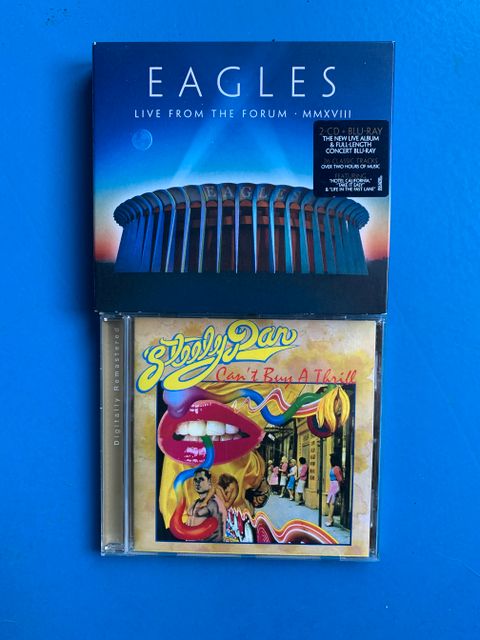 EAGLES
LIVE FROM THE FORUM · MMXVIII
2-CD + BLU-RAY
THE NEW LIVE ALBUM
& FULL-LENGTH
CONCERT BLU-RAY
26 CLASSIC TRACKS
OVER TWO HOURS OF MUSIC
FEATURING
"HOTEL CALIFORNIA,"
"TAKE IT EASY"
& "LIFE IN THE FAST LANE"
EAGLES
Digitally Remastered
Steely Dan
Can't Buy A Thrill